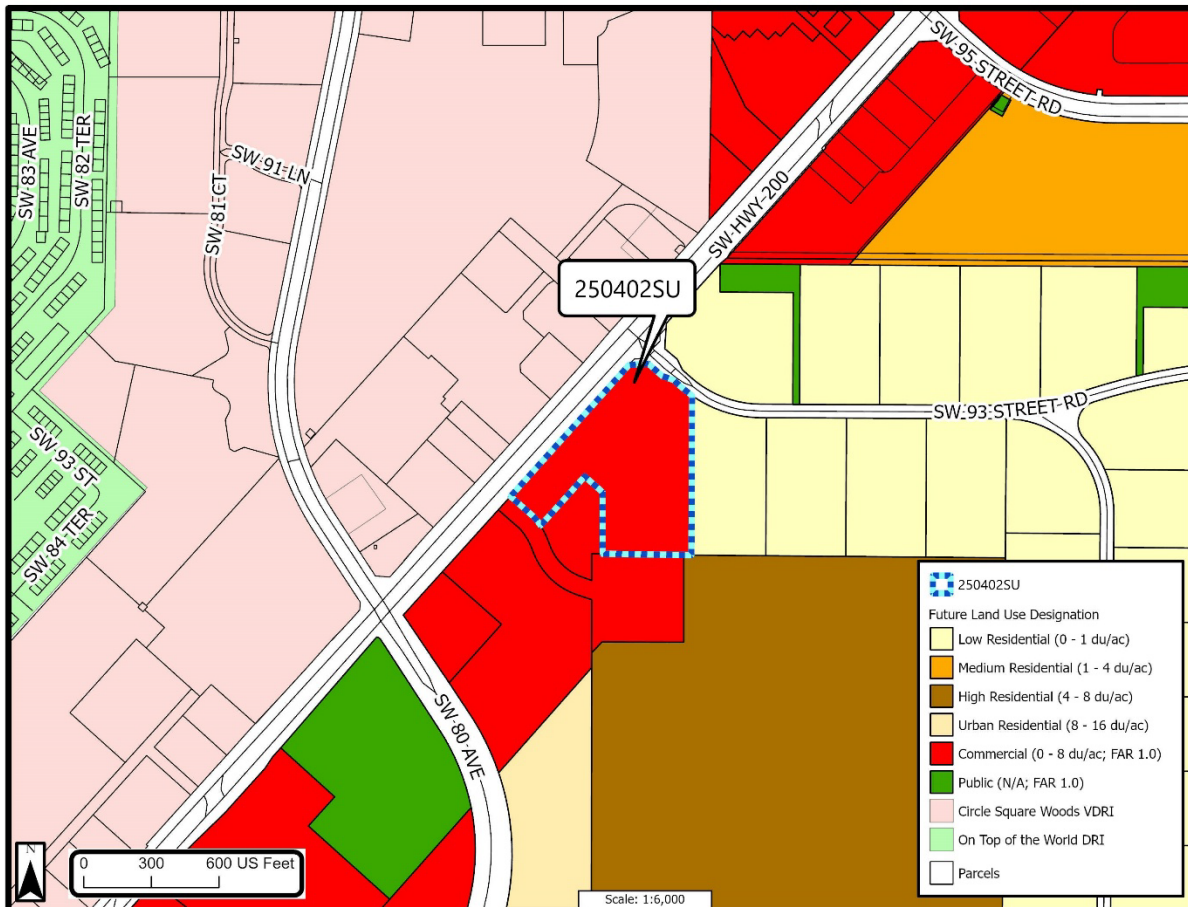 SW-95-STREET-RD
SW-83-AVE
SW-82-TER
SW-91-LN
SW-81-CT
SW-HWY-200
250402SU
SW-93-STREET-RD
SW-93-ST
SW-84-TER
SW-80-AVE
250402SU
Future Land Use Designation
Low Residential (0 - 1 du/ac)
Medium Residential (1 - 4 du/ac)
High Residential (4 - 8 du/ac)
Urban Residential (8 - 16 du/ac)
Commercial (0 - 8 du/ac; FAR 1.0)
Public (N/A; FAR 1.0)
Circle Square Woods VDRI
On Top of the World DRI
Parcels
N
0 300 600 US Feet
Scale: 1:6,000